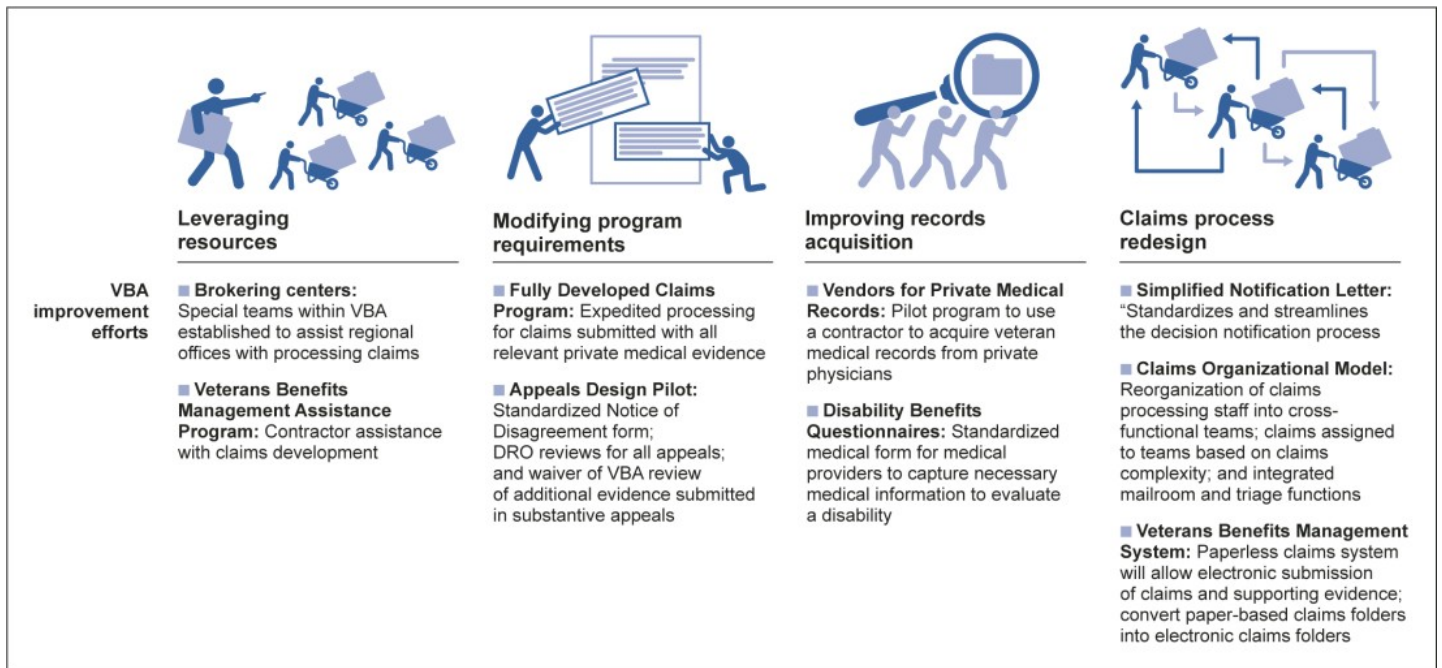 Leveraging
resources
Modifying program
requirements
Improving records
acquisition
Claims process
redesign
VBA
improvement
efforts
■ Brokering centers:
Special teams within VBA
established to assist regional
offices with processing claims
■ Veterans Benefits
Management Assistance
Program: Contractor assistance
with claims development
■ Fully Developed Claims
Program: Expedited processing
for claims submitted with all
relevant private medical evidence
■ Appeals Design Pilot:
Standardized Notice of
Disagreement form;
DRO reviews for all appeals;
and waiver of VBA review
of additional evidence submitted
in substantive appeals
■ Vendors for Private Medical
Records: Pilot program to use
a contractor to acquire veteran
medical records from private
physicians
■ Disability Benefits
Questionnaires: Standardized
medical form for medical
providers to capture necessary
medical information to evaluate
a disability
■ Simplified Notification Letter:
“Standardizes and streamlines
the decision notification process
■ Claims Organizational Model:
Reorganization of claims
processing staff into cross-
functional teams; claims assigned
to teams based on claims
complexity; and integrated
mailroom and triage functions
■ Veterans Benefits Management
System: Paperless claims system
will allow electronic submission
of claims and supporting evidence;
convert paper-based claims folders
into electronic claims folders